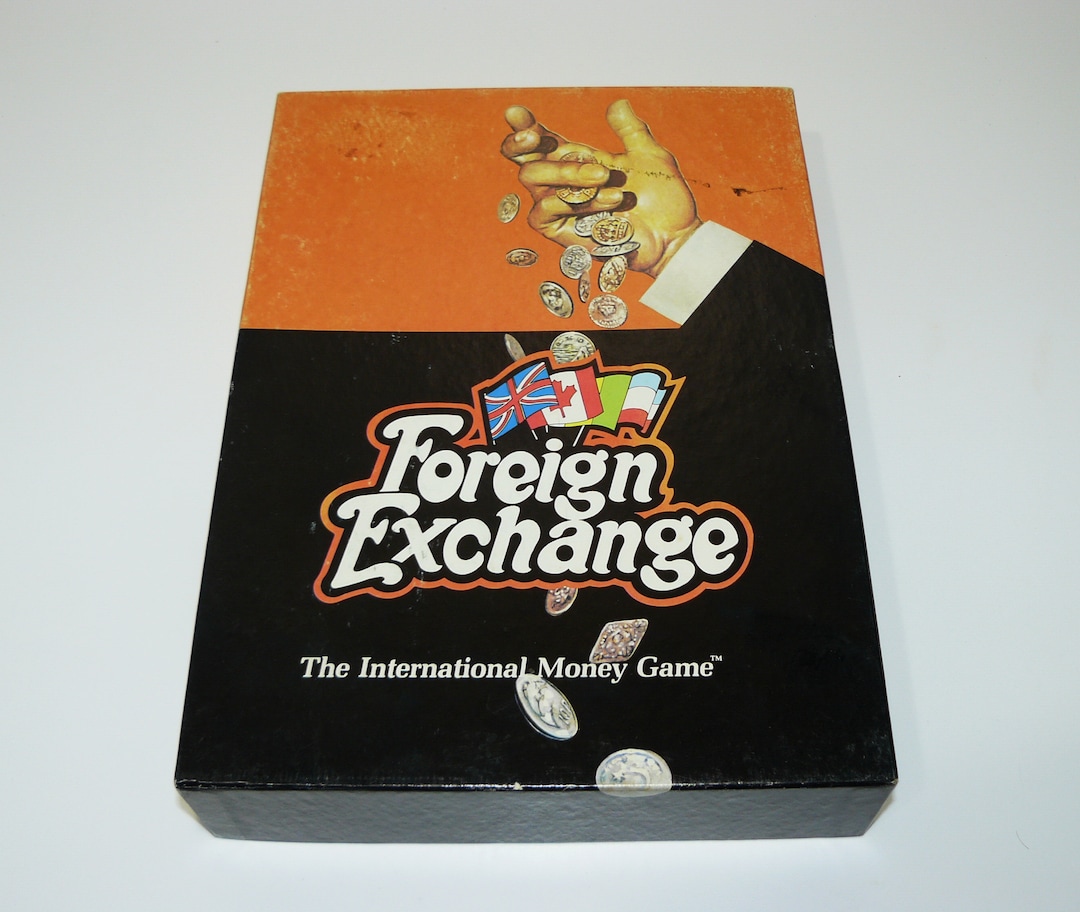 Foreign
Exchange
The International Money Game™